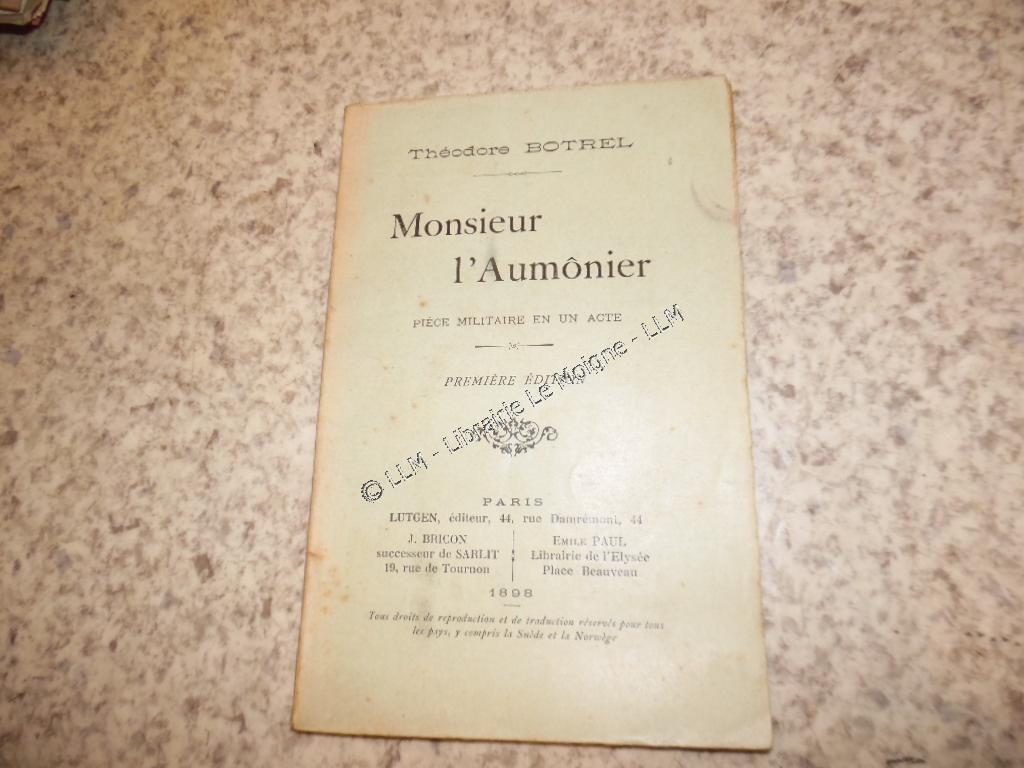 Théodore BOTREL
Monsieur
l'Aumônier
PIÈCE MILITAIRE EN UN ACTE
PREMIÈRE ÉDITION
© LLM - Librairie Le Moigne - LLM
PARIS
LUTGEN, éditeur, 44, rue Damrémont, 44
J. BRICON
successeur de SARLIT
19, rue de Tournon
EMILE PAUL
Librairie de l'Elysée
Place Beauveau
1898
Tous droits de reproduction et de traduction réservés pour tous
les pays, y compris la Suède et la Norwège